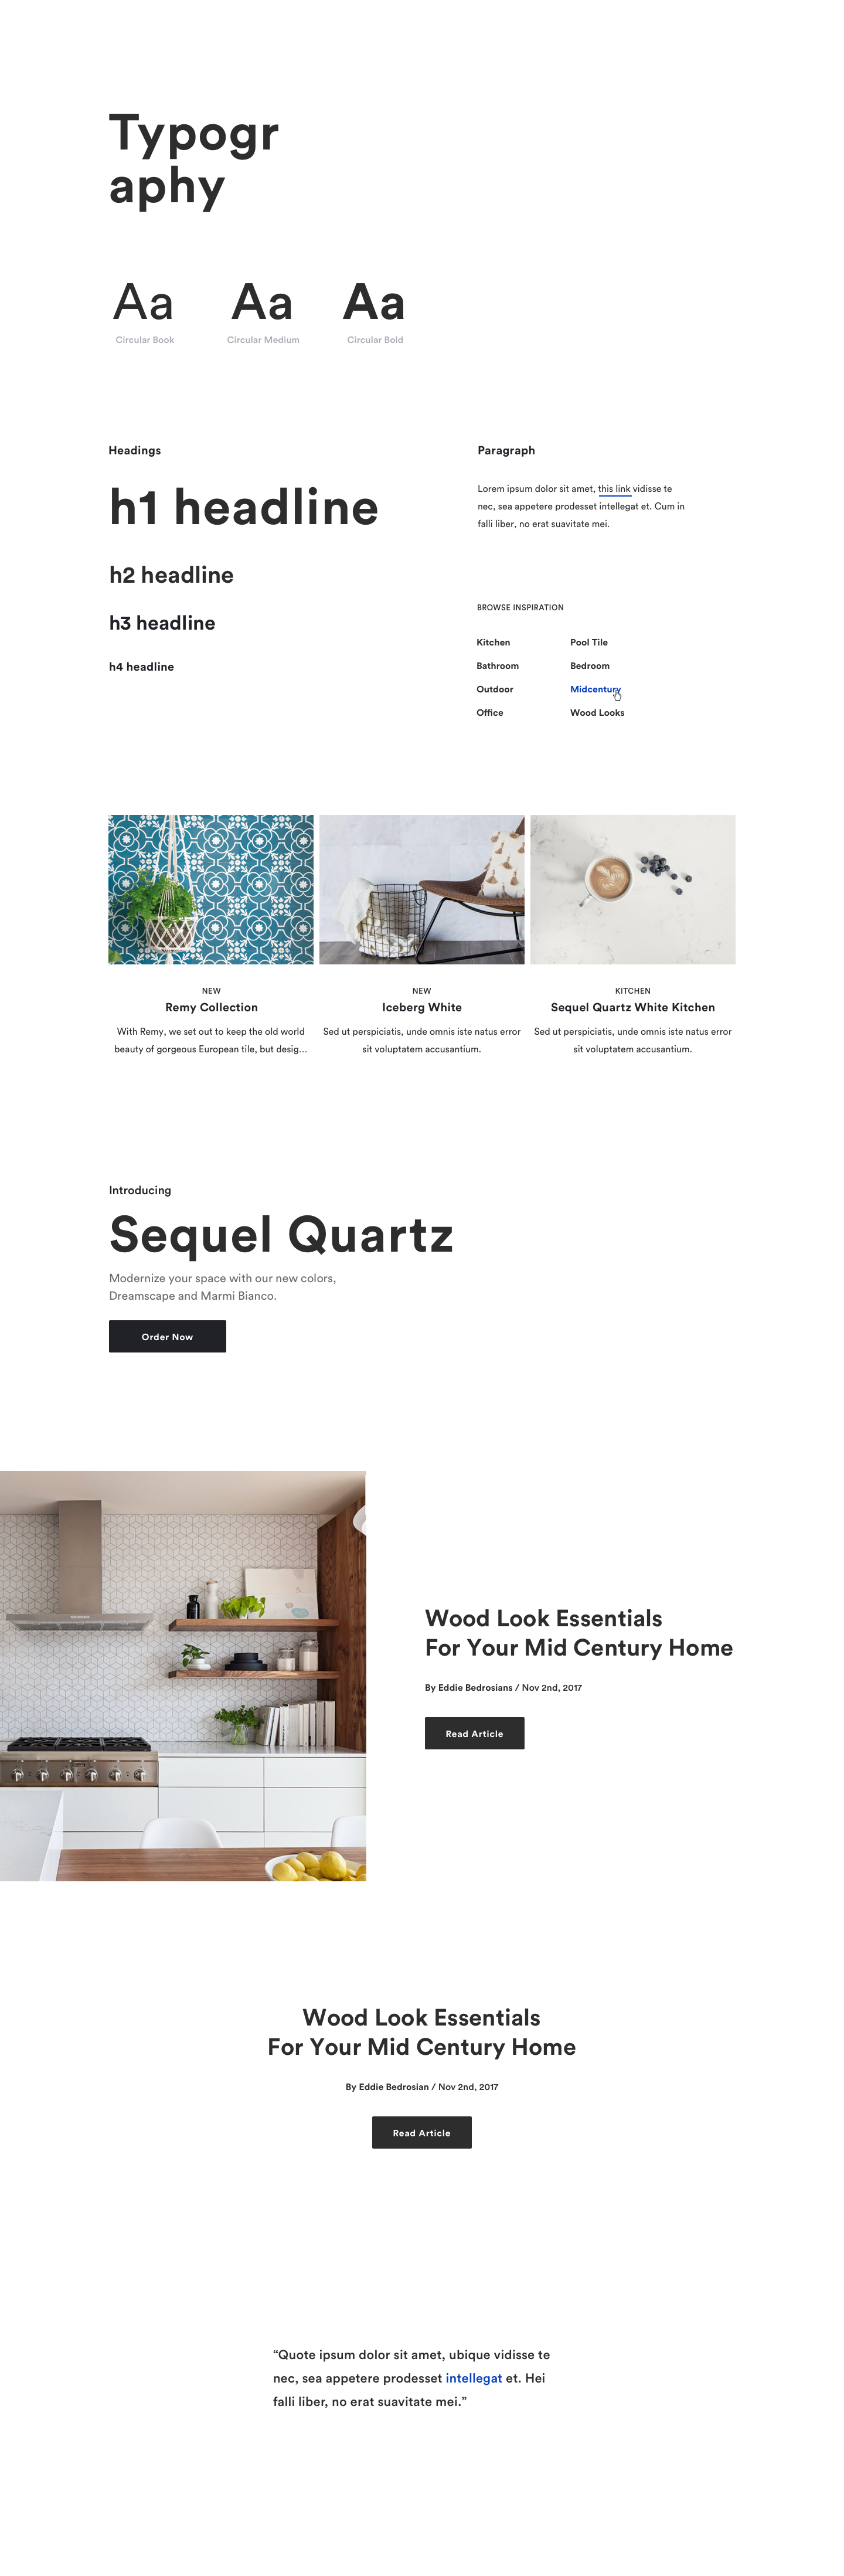 Typogr
aphy
Aa Aa Aa
Circular Book Circular Medium Circular Bold
Headings
h1 headline
h2 headline
h3 headline
h4 headline
Paragraph
Lorem ipsum dolor sit amet, this link vidisse te
nec, sea appetere prodesset intellegat et. Cum in
falli liber, no erat suavitate mei.
BROWSE INSPIRATION
Kitchen Pool Tile
Bathroom Bedroom
Outdoor Midcentury
Office Wood Looks
NEW
Remy Collection
With Remy, we set out to keep the old world
beauty of gorgeous European tile, but desig...
NEW
Iceberg White
Sed ut perspiciatis, unde omnis iste natus error
sit voluptatem accusantium.
KITCHEN
Sequel Quartz White Kitchen
Sed ut perspiciatis, unde omnis iste natus error
sit voluptatem accusantium.
Introducing
Sequel Quartz
Modernize your space with our new colors,
Dreamscape and Marmi Bianco.
Order Now
Wood Look Essentials
For Your Mid Century Home
By Eddie Bedrosians / Nov 2nd, 2017
Read Article
Wood Look Essentials
For Your Mid Century Home
By Eddie Bedrosian / Nov 2nd, 2017
Read Article
“Quote ipsum dolor sit amet, ubique vidisse te
nec, sea appetere prodesset intellegat et. Hei
falli liber, no erat suavitate mei.”